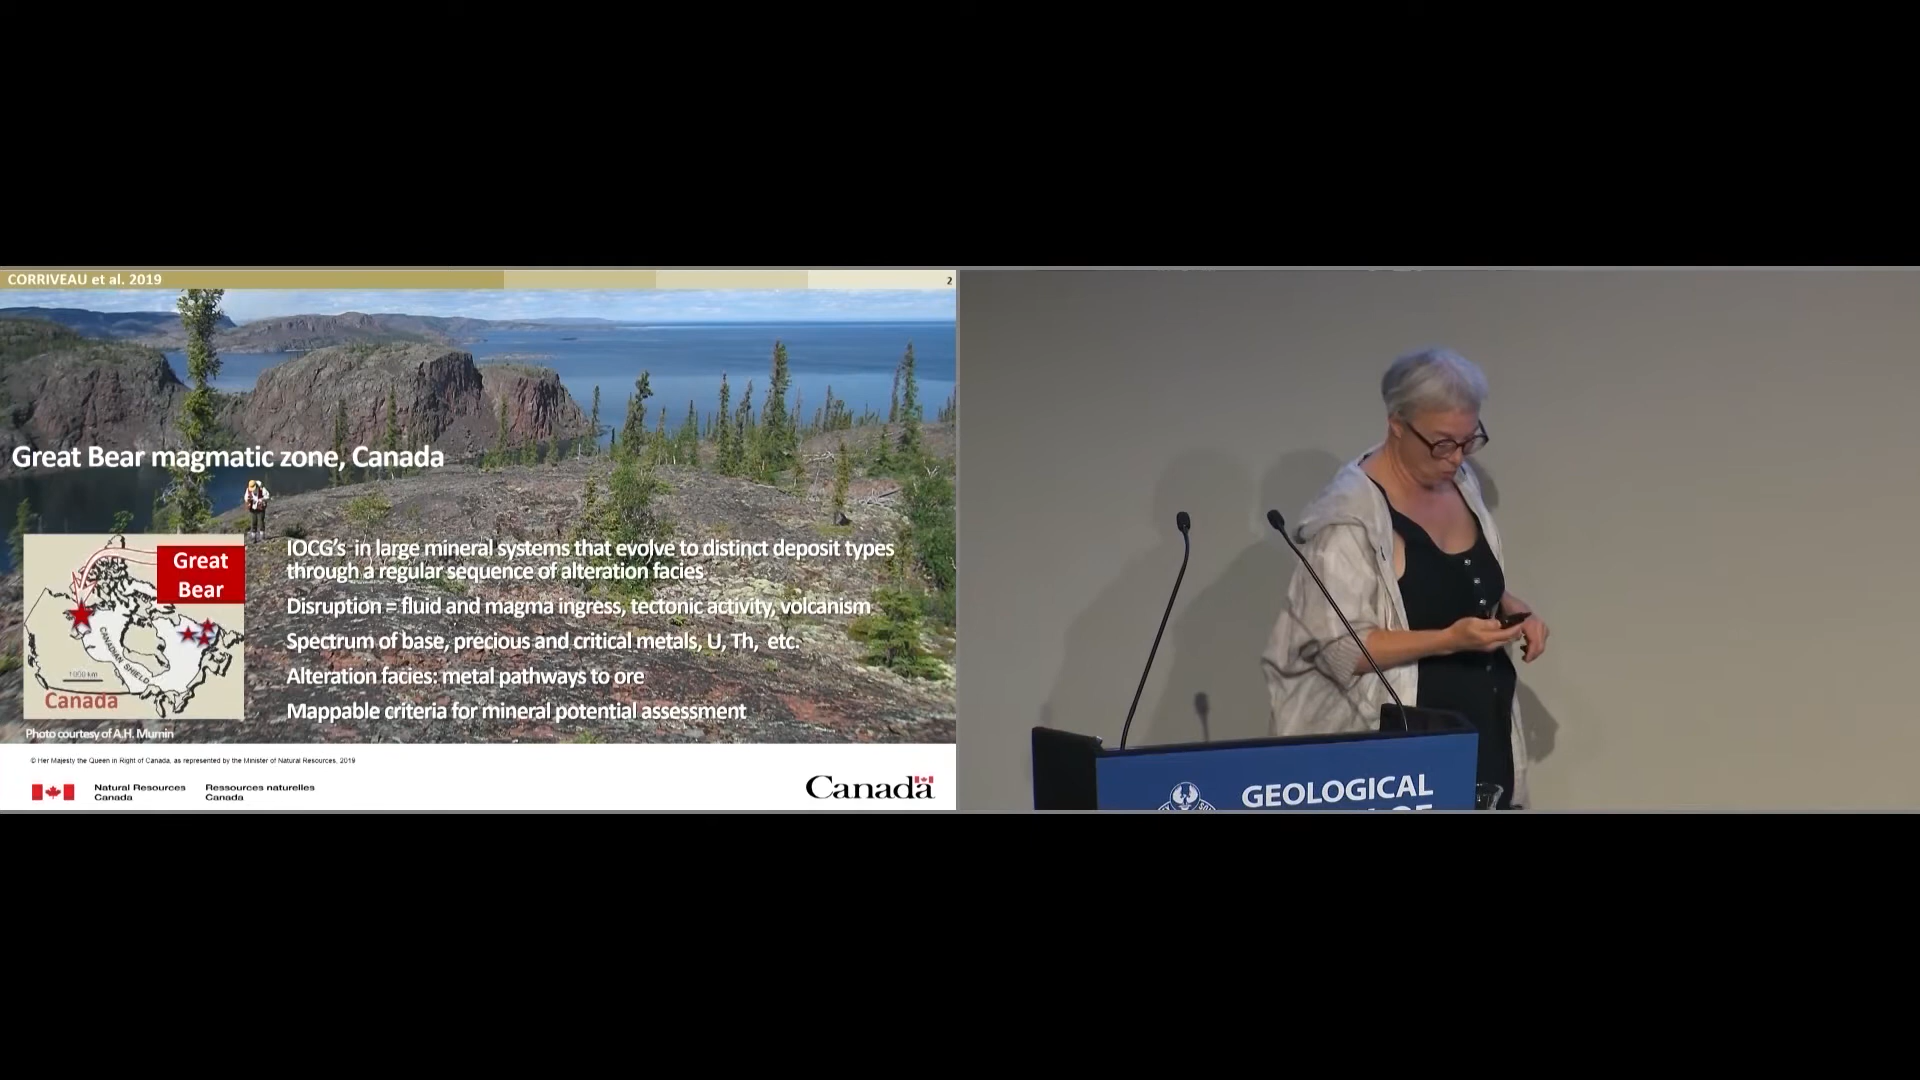 CORRIVEAU et al. 2019
2
Great Bear magmatic zone, Canada
Great
Bear
CANADIAN SHIELD
1000 km
Canada
IOCG's in large mineral systems that evolve to distinct deposit types
through a regular sequence of alteration facies
Disruption = fluid and magma ingress, tectonic activity, volcanism
Spectrum of base, precious and critical metals, U, Th, etc.
Alteration facies: metal pathways to ore
Mappable criteria for mineral potential assessment
Photo courtesy of A.H. Mumin
© Her Majesty the Queen in Right of Canada, as represented by the Minister of Natural Resources, 2019
Natural Resources
Canada
Ressources naturelles
Canada
Canada
GEOLOGICAL